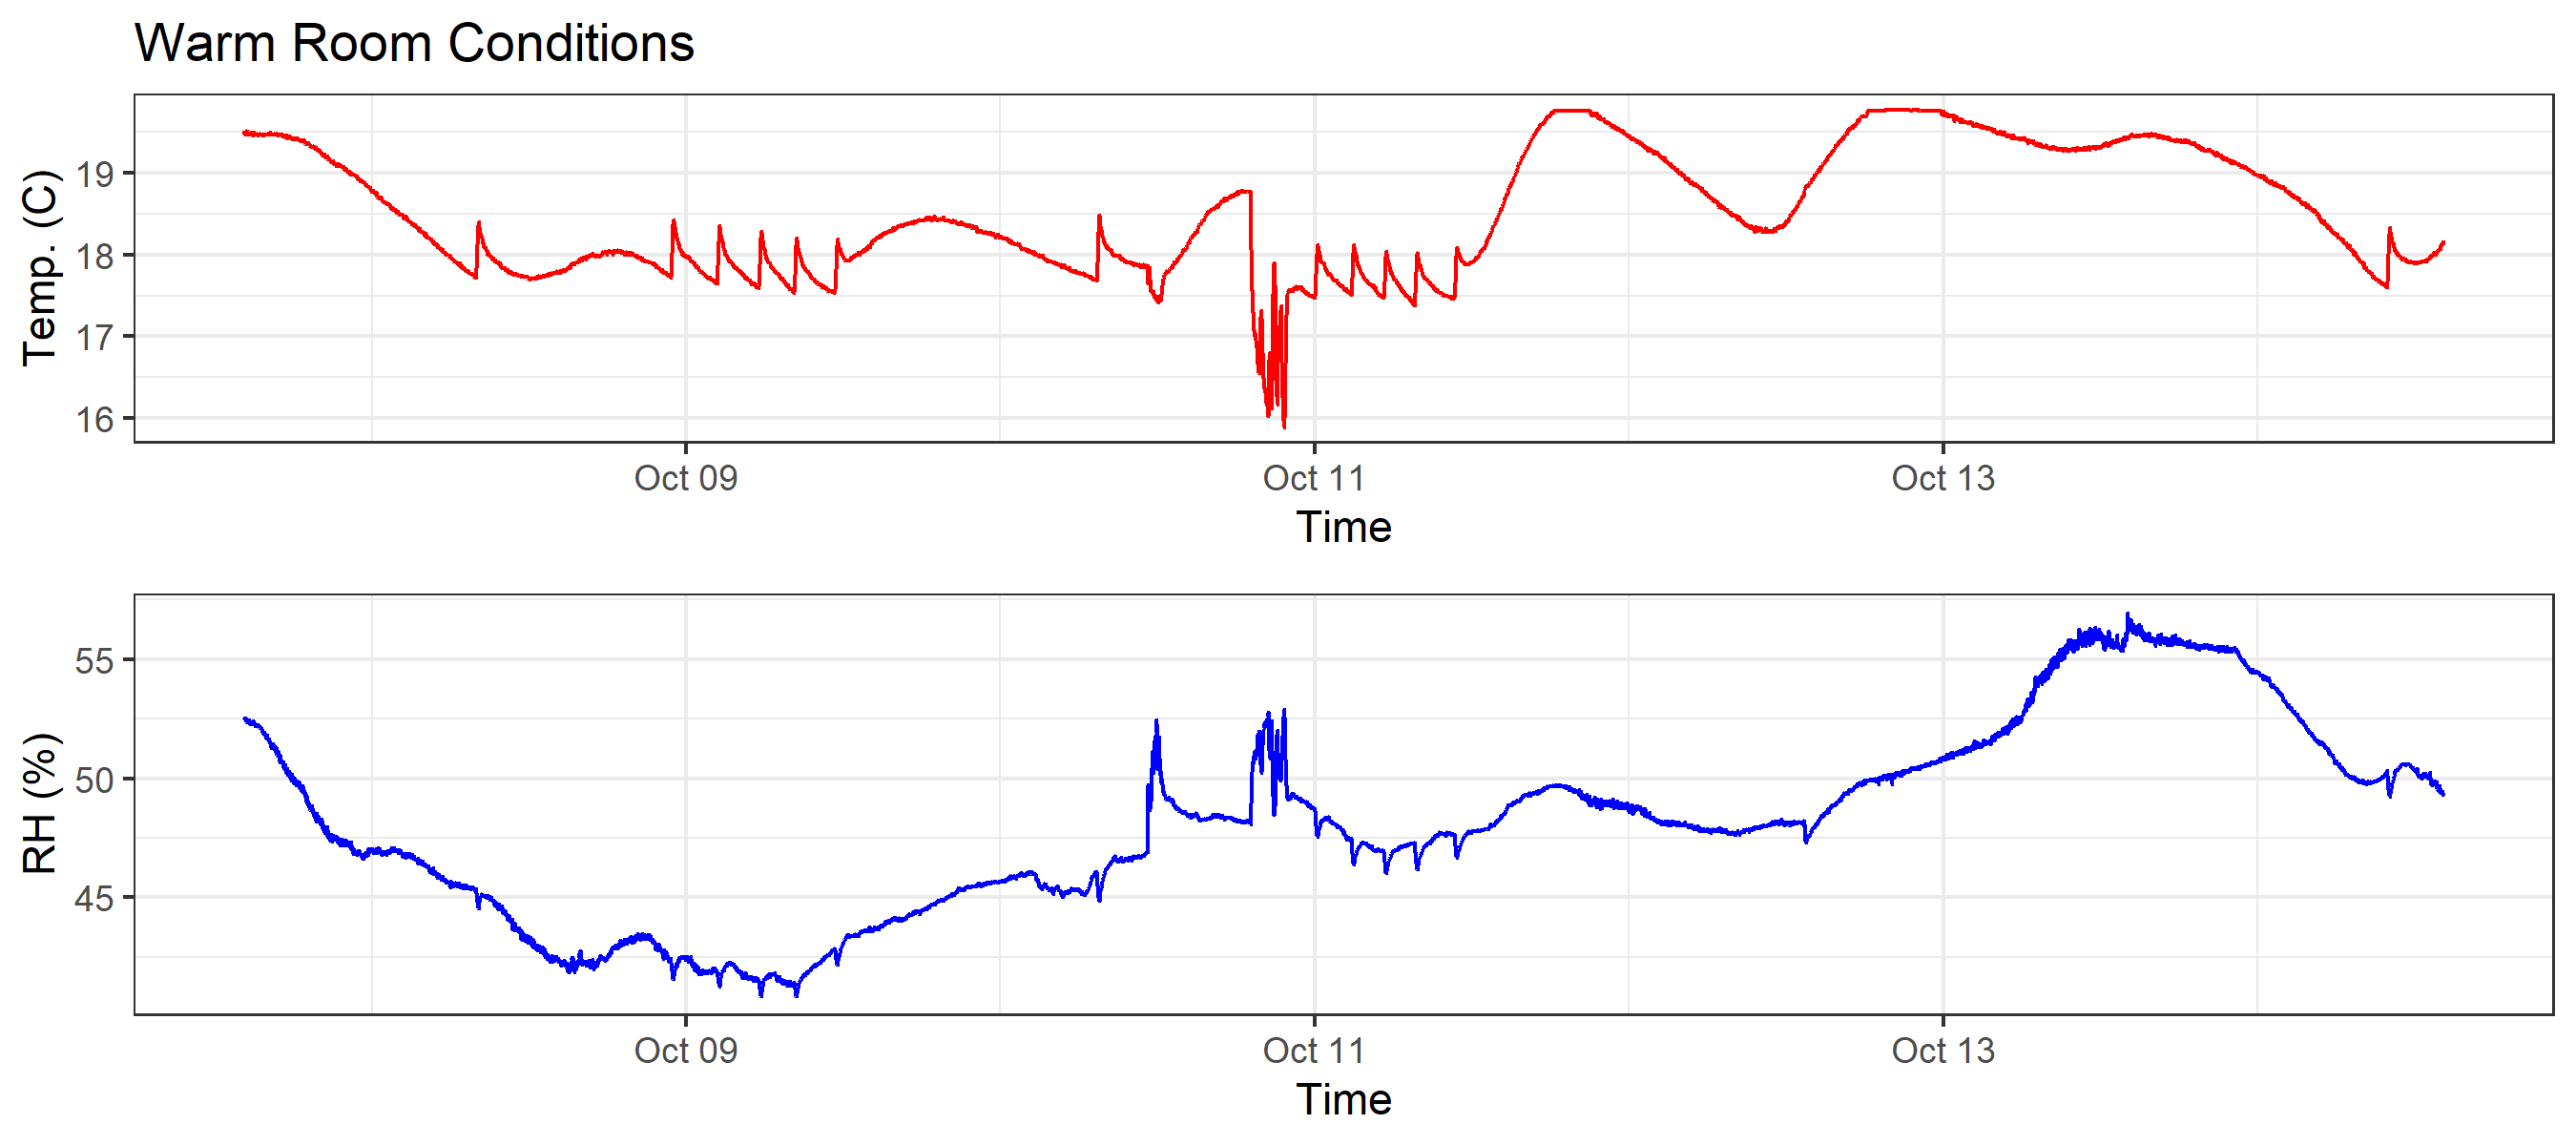 Warm Room Conditions
Temp. (C)
19
18
17
16
Oct 09 Oct 11 Oct 13
Time
RH (%)
55
50
45
Oct 09 Oct 11 Oct 13
Time